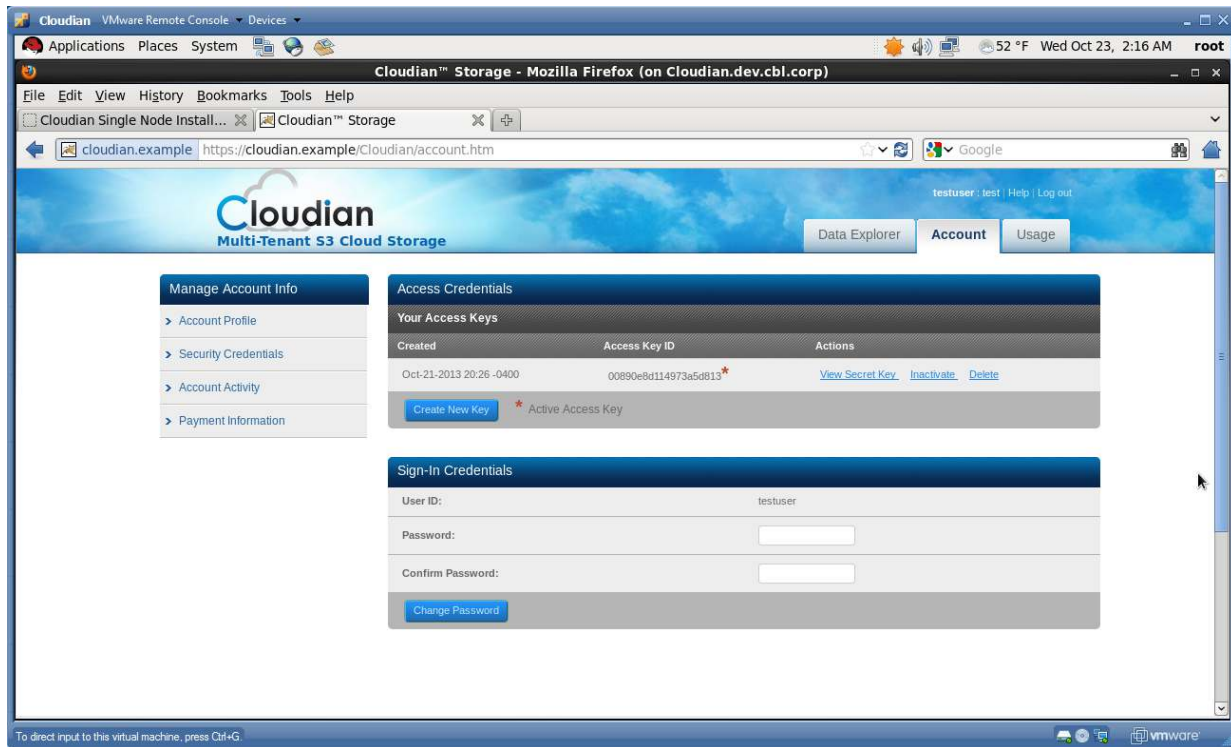 Cloudian VMware Remote Console Devices
Applications Places System 52 °F Wed Oct 23, 2:16 AM root
Cloudian™ Storage - Mozilla Firefox (on Cloudian.dev.cbl.corp)
File Edit View History Bookmarks Tools Help
Cloudian Single Node Install... Cloudian™ Storage
cloudian.example https://cloudian.example/Cloudian/account.htm Google
testuser : test | Help | Log out
Cloudian
Multi-Tenant S3 Cloud Storage
Data Explorer Account Usage
Manage Account Info
Account Profile
Security Credentials
Account Activity
Payment Information
Access Credentials
Your Access Keys
Created Access Key ID Actions
Oct-21-2013 20:26 -0400 00890e8d114973a5d813* View Secret Key Inactivate Delete
Create New Key * Active Access Key
Sign-In Credentials
User ID: testuser
Password:
Confirm Password:
Change Password
To direct input to this virtual machine, press Ctrl+G. vmware